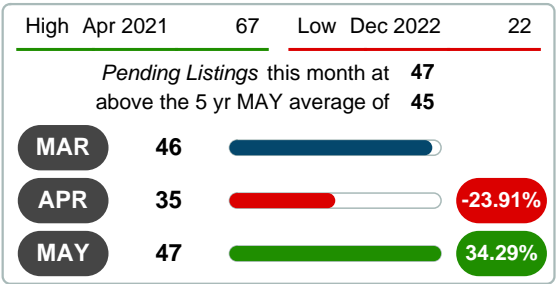 High Apr 2021 67 Low Dec 2022 22
Pending Listings this month at 47
above the 5 yr MAY average of 45
MAR 46
APR 35 -23.91%
MAY 47 34.29%